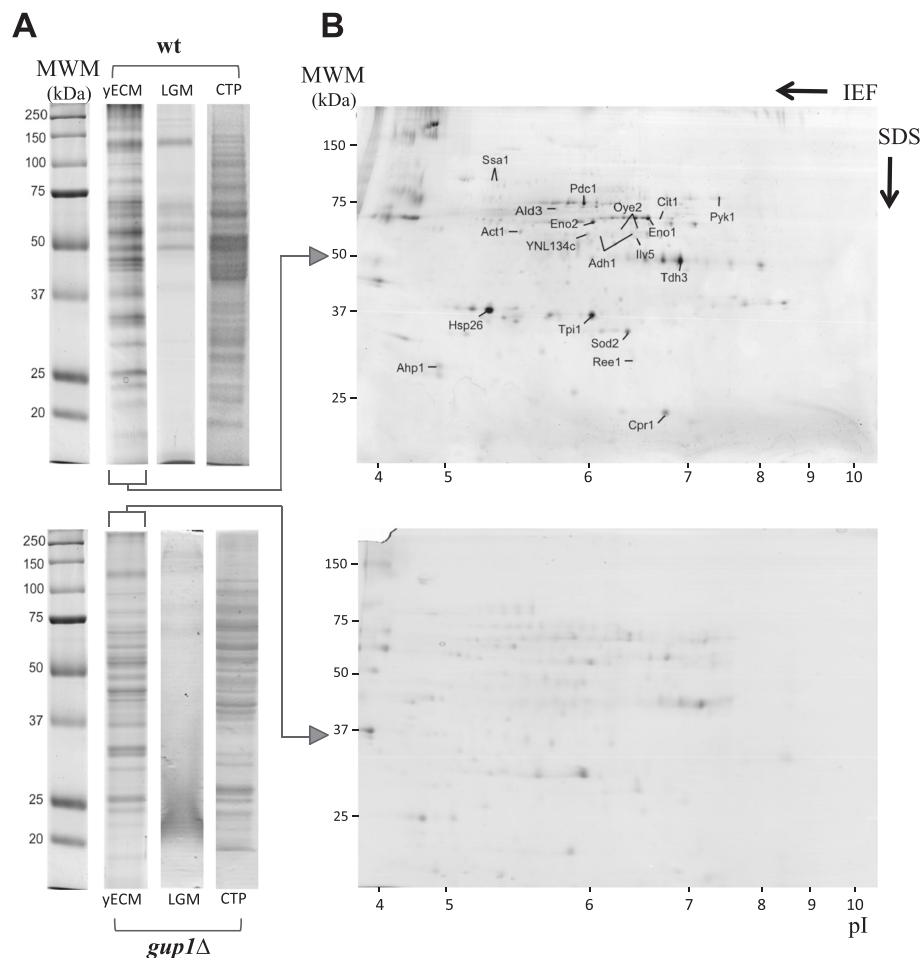 A
wt
MWM
(kDa)
yECM LGM CTP
250
150
100
75
50
37
25
20
B
MWM
(kDa)
IEF
SDS
150
75
50
37
25
Ssa1
Pdc1
Ald3
Oye2
Cit1
Pyk1
Act1
Eno2
Eno1
YNL134c
Adh1
Ilv5
Tdh3
Hsp26
Tpi1
Sod2
Ahp1
Ree1
Cpr1
4 5 6 7 8 9 10
250
150
100
75
50
37
25
20
yECM LGM CTP
gup1Δ
150
75
50
37
25
4 5 6 7 8 9 10
pI